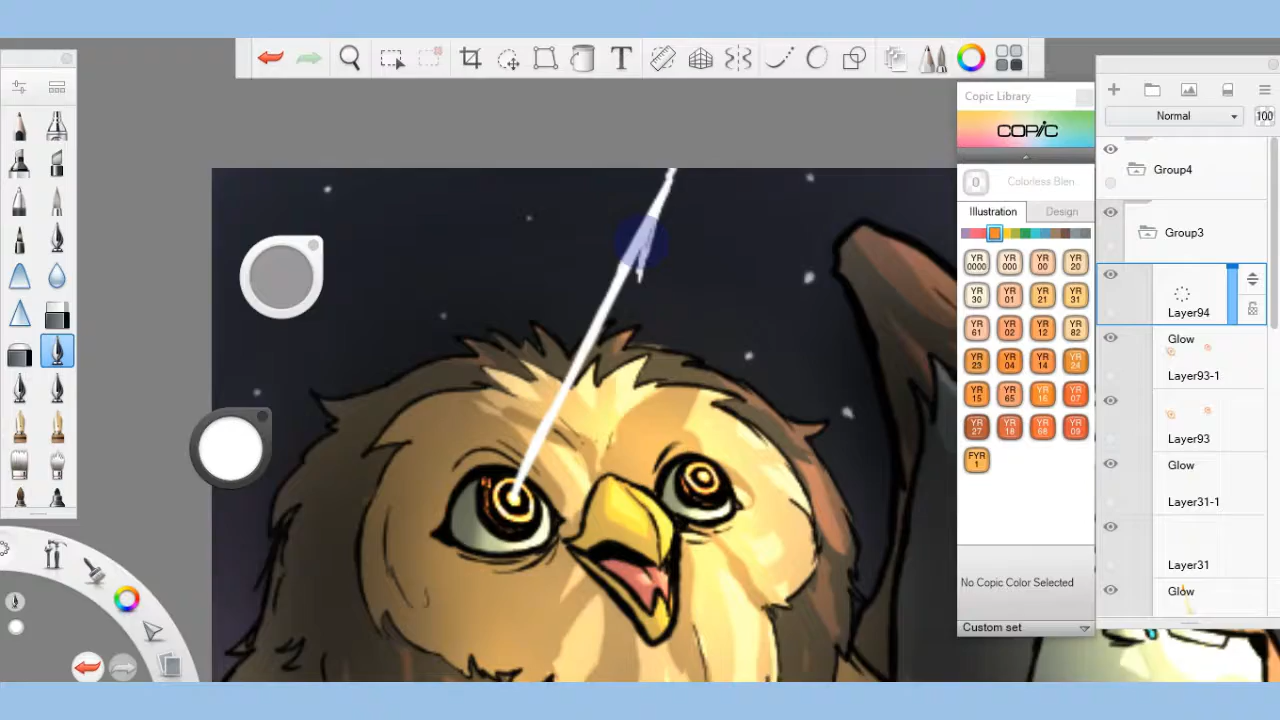 T
Copic Library
COPIC
0 Colorless Blen
Illustration Design
YR 0000 YR 000 YR 00 YR 20
YR 30 YR 01 YR 21 YR 31
YR 61 YR 02 YR 12 YR 82
YR 23 YR 04 YR 14 YR 24
YR 15 YR 65 YR 16 YR 07
YR 27 YR 18 YR 68 YR 09
FYR 1
No Copic Color Selected
Custom set
Normal 100
Group4
Group3
Layer94
Glow
Layer93-1
Layer93
Glow
Layer31-1
Layer31
Glow